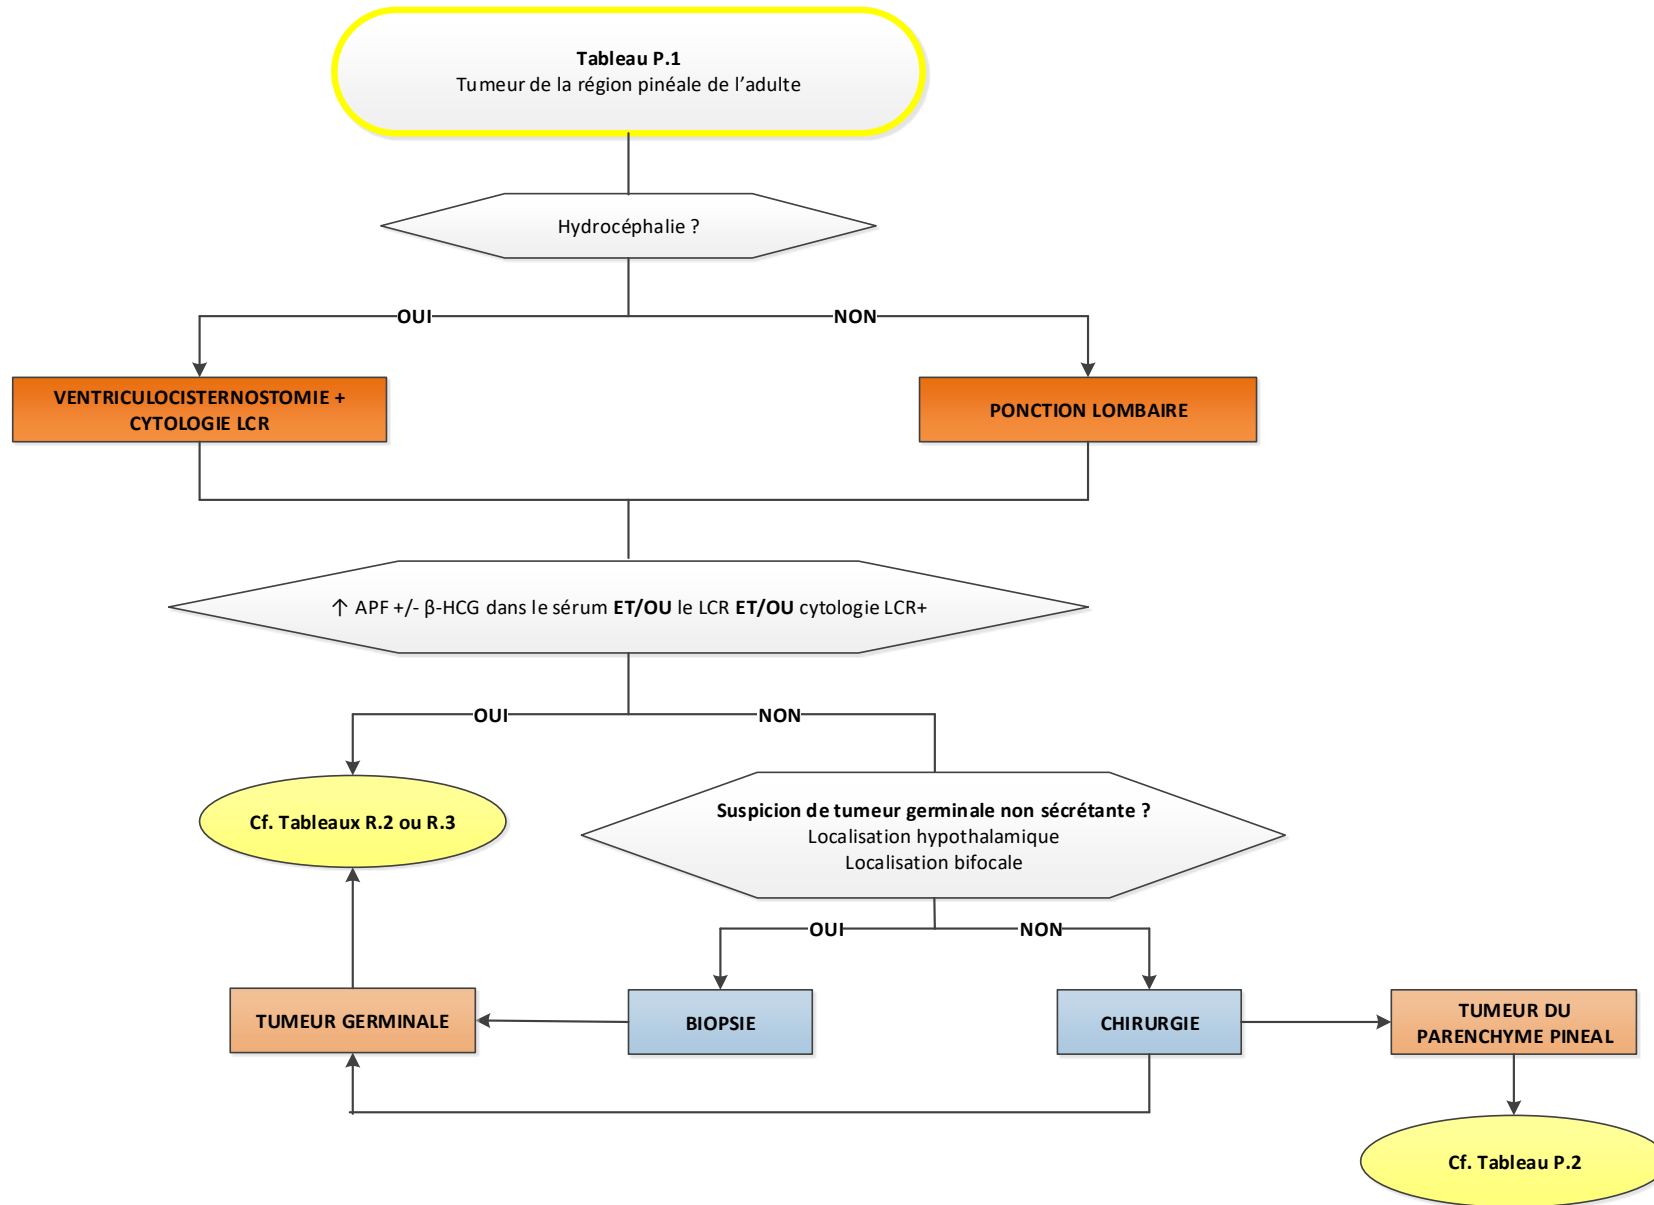 Tableau P.1
Tumeur de la région pinéale de l’adulte
Hydrocéphalie ?
OUI
NON
VENTRICULOCISTERNOSTOMIE +
CYTOLOGIE LCR
PONCTION LOMBAIRE
↑ APF +/- β-HCG dans le sérum ET/OU le LCR ET/OU cytologie LCR+
OUI
NON
Cf. Tableaux R.2 ou R.3
Suspicion de tumeur germinale non sécrétante ?
Localisation hypothalamique
Localisation bifocale
OUI
NON
TUMEUR GERMINALE
BIOPSIE
CHIRURGIE
TUMEUR DU
PARENCHYME PINEAL
Cf. Tableau P.2